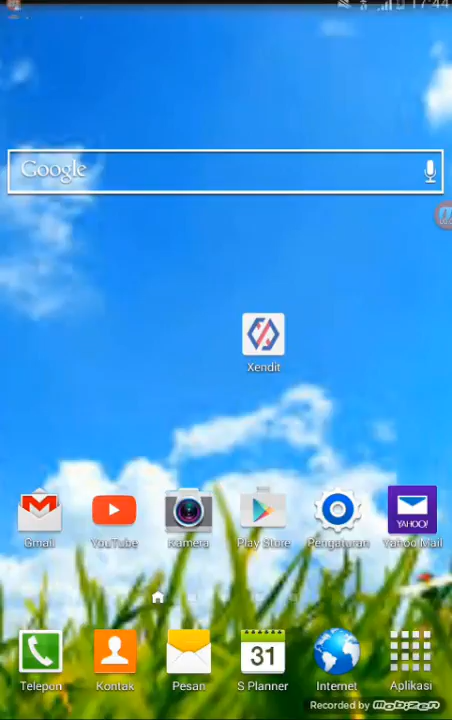 17:44
Google
Xendit
Gmail
YouTube
Kamera
Play Store
Pengaturan
Yahoo Mail
YAHOO!
31
Telepon
Kontak
Pesan
S Planner
Internet
Aplikasi
Recorded by mobizen